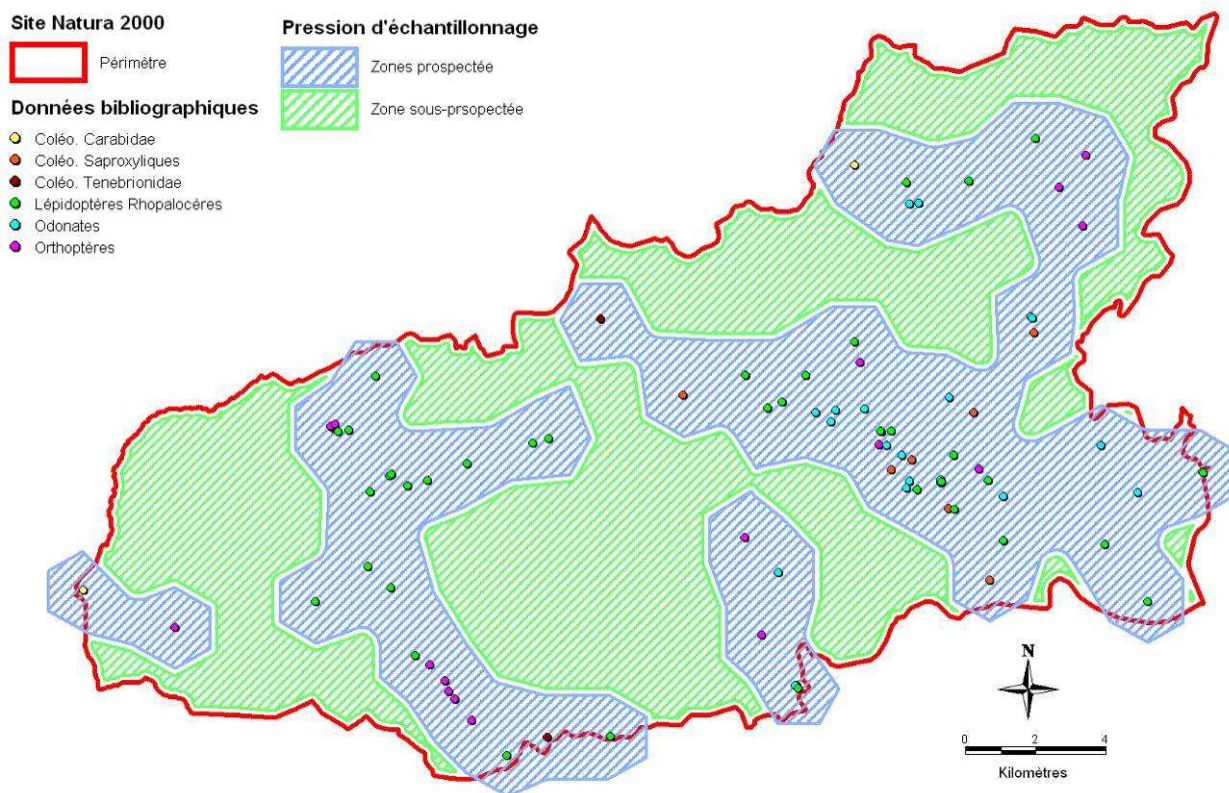 Site Natura 2000
Périmètre
Données bibliographiques
Coléo. Carabidae
Coléo. Saproxyliques
Coléo. Tenebrionidae
Lépidoptères Rhopalocères
Odonates
Orthoptères
Pression d'échantillonnage
Zones prospectée
Zone sous-prsopectée
N
0 2 4
Kilomètres